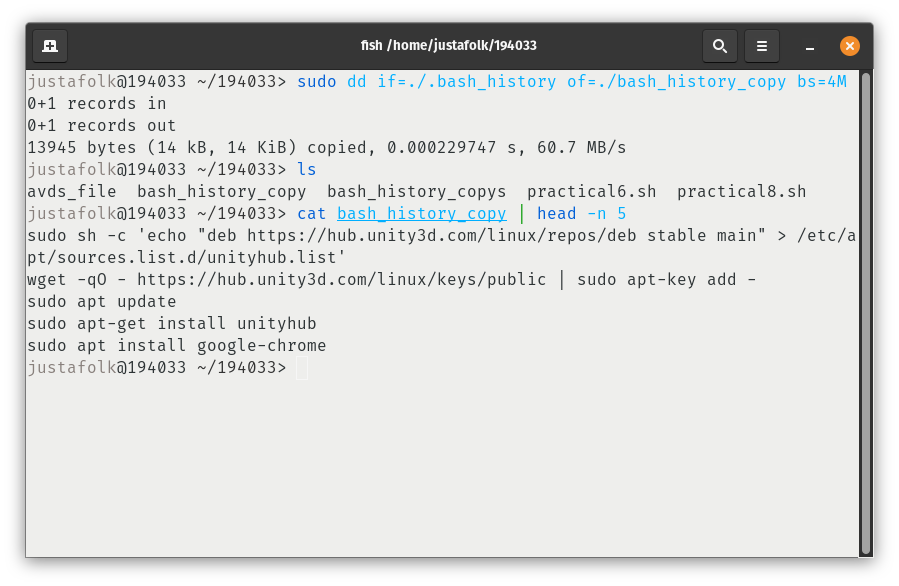 fish /home/justafolk/194033
justafolk@194033 ~/194033> sudo dd if=./.bash_history of=./bash_history_copy bs=4M
0+1 records in
0+1 records out
13945 bytes (14 kB, 14 KiB) copied, 0.000229747 s, 60.7 MB/s
justafolk@194033 ~/194033> ls
avds_file  bash_history_copy  bash_history_copys  practical6.sh  practical8.sh
justafolk@194033 ~/194033> cat bash_history_copy | head -n 5
sudo sh -c 'echo "deb https://hub.unity3d.com/linux/repos/deb stable main" > /etc/a
pt/sources.list.d/unityhub.list'
wget -qO - https://hub.unity3d.com/linux/keys/public | sudo apt-key add -
sudo apt update
sudo apt-get install unityhub
sudo apt install google-chrome
justafolk@194033 ~/194033>